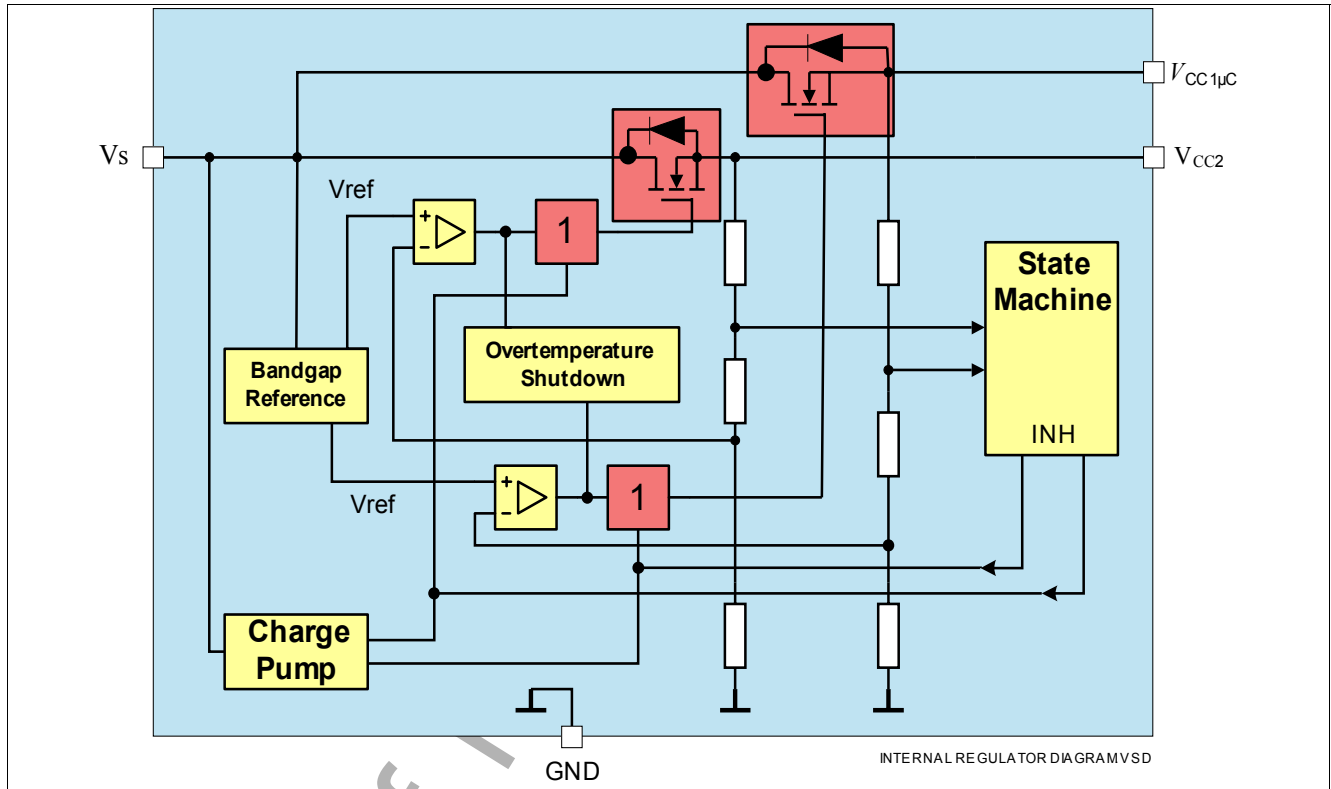 VCC1µC
Vs
VCC2
Vref
+
-
1
State
Machine
Overtemperature
Shutdown
Bandgap
Reference
INH
Vref
+
-
1
Charge
Pump
GND
INTERNAL REGULATOR DIAGRAM.VSD